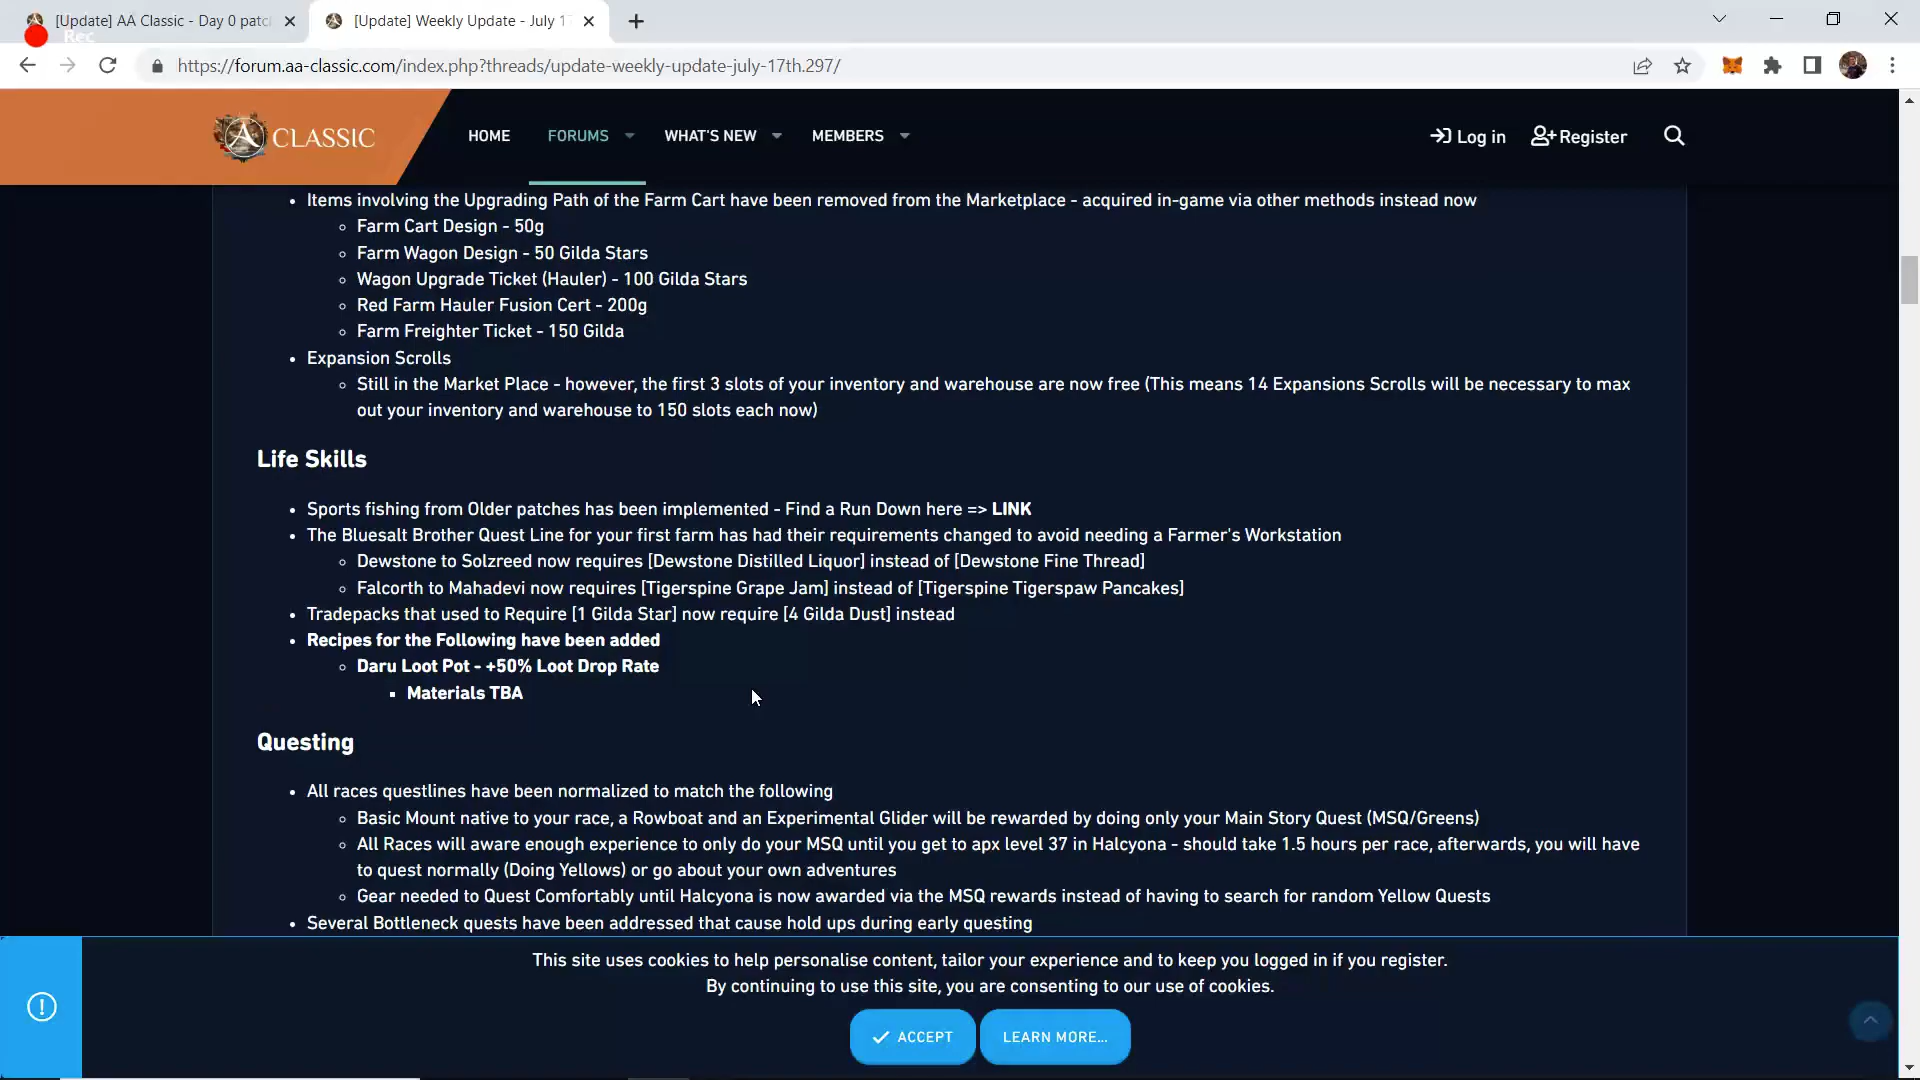 [Update] AA Classic - Day 0 patc
[Update] Weekly Update - July 1
Rec
https://forum.aa-classic.com/index.php?threads/update-weekly-update-july-17th.297/
CLASSIC
HOME
FORUMS
WHAT'S NEW
MEMBERS
Log in
Register
Items involving the Upgrading Path of the Farm Cart have been removed from the Marketplace - acquired in-game via other methods instead now
Farm Cart Design - 50g
Farm Wagon Design - 50 Gilda Stars
Wagon Upgrade Ticket (Hauler) - 100 Gilda Stars
Red Farm Hauler Fusion Cert - 200g
Farm Freighter Ticket - 150 Gilda
Expansion Scrolls
Still in the Market Place - however, the first 3 slots of your inventory and warehouse are now free (This means 14 Expansions Scrolls will be necessary to max
out your inventory and warehouse to 150 slots each now)
Life Skills
Sports fishing from Older patches has been implemented - Find a Run Down here => LINK
The Bluesalt Brother Quest Line for your first farm has had their requirements changed to avoid needing a Farmer's Workstation
Dewstone to Solzreed now requires [Dewstone Distilled Liquor] instead of [Dewstone Fine Thread]
Falcorth to Mahadevi now requires [Tigerspine Grape Jam] instead of [Tigerspine Tigerspaw Pancakes]
Tradepacks that used to Require [1 Gilda Star] now require [4 Gilda Dust] instead
Recipes for the Following have been added
Daru Loot Pot - +50% Loot Drop Rate
Materials TBA
Questing
All races questlines have been normalized to match the following
Basic Mount native to your race, a Rowboat and an Experimental Glider will be rewarded by doing only your Main Story Quest (MSQ/Greens)
All Races will aware enough experience to only do your MSQ until you get to apx level 37 in Halcyona - should take 1.5 hours per race, afterwards, you will have
to quest normally (Doing Yellows) or go about your own adventures
Gear needed to Quest Comfortably until Halcyona is now awarded via the MSQ rewards instead of having to search for random Yellow Quests
Several Bottleneck quests have been addressed that cause hold ups during early questing
This site uses cookies to help personalise content, tailor your experience and to keep you logged in if you register.
By continuing to use this site, you are consenting to our use of cookies.
ACCEPT
LEARN MORE...